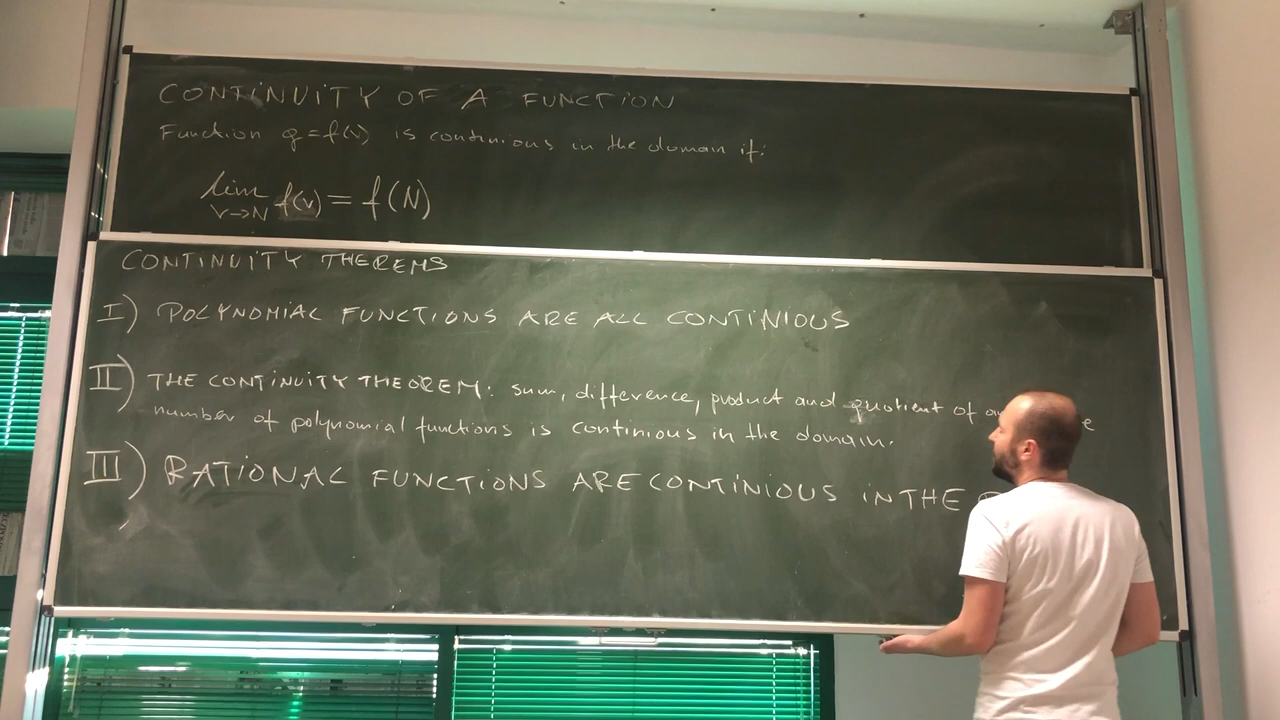 CONTINUITY OF A FUNCTION
Function q=f(v) is continious in the domain if:
lim f(v) = f(N)
v→N
CONTINUITY THEREMS
I) POLYNOMIAL FUNCTIONS ARE ALL CONTINIOUS
II) THE CONTINUITY THEOREM: sum, difference, product and quotient of
number of polynomial functions is continious in the domain.
III) RATIONAL FUNCTIONS ARE CONTINIOUS IN THE